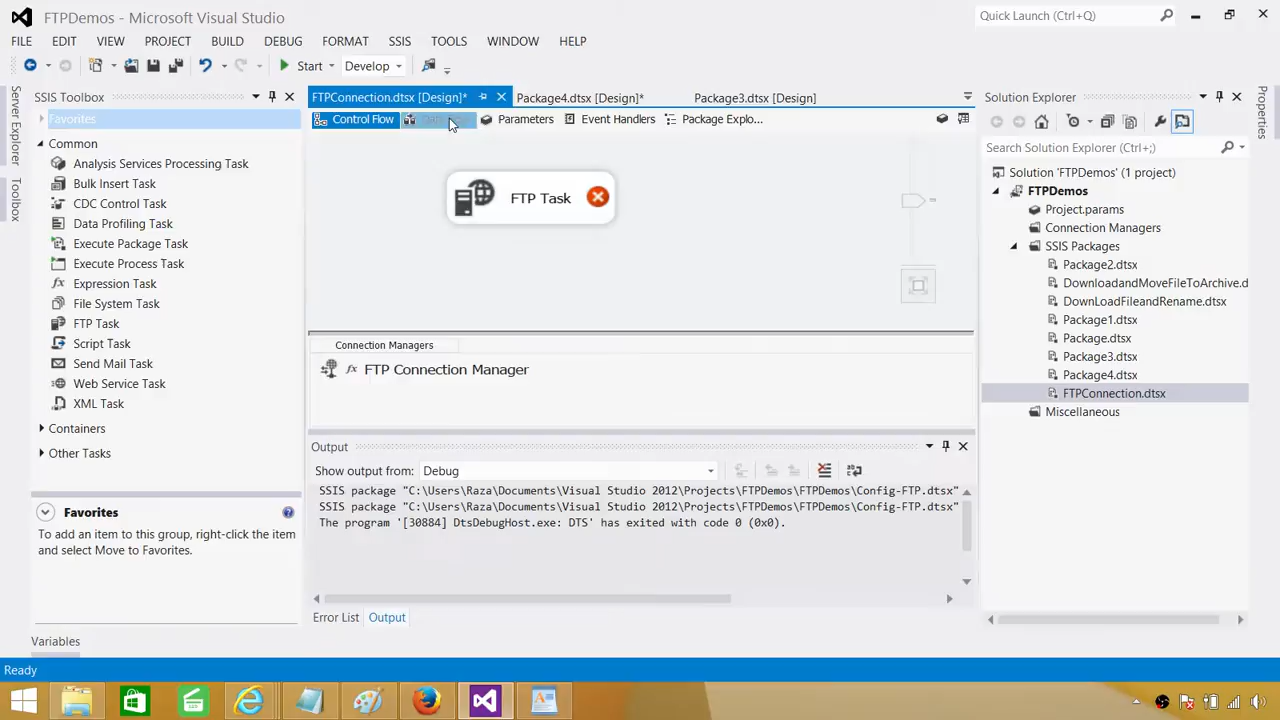 FTPDemos - Microsoft Visual Studio
Quick Launch (Ctrl+Q)
FILE EDIT VIEW PROJECT BUILD DEBUG FORMAT SSIS TOOLS WINDOW HELP
Start Develop
Server Explorer
Toolbox
SSIS Toolbox
Favorites
Common
Analysis Services Processing Task
Bulk Insert Task
CDC Control Task
Data Profiling Task
Execute Package Task
Execute Process Task
Expression Task
File System Task
FTP Task
Script Task
Send Mail Task
Web Service Task
XML Task
Containers
Other Tasks
Favorites
To add an item to this group, right-click the item
and select Move to Favorites.
Variables
FTPConnection.dtsx [Design]* Package4.dtsx [Design]* Package3.dtsx [Design]
Control Flow Parameters Event Handlers Package Explo...
FTP Task
Connection Managers
fx FTP Connection Manager
Output
Show output from: Debug
SSIS package "C:\Users\Raza\Documents\Visual Studio 2012\Projects\FTPDemos\FTPDemos\Config-FTP.dtsx"
SSIS package "C:\Users\Raza\Documents\Visual Studio 2012\Projects\FTPDemos\FTPDemos\Config-FTP.dtsx"
The program '[30884] DtsDebugHost.exe: DTS' has exited with code 0 (0x0).
Error List Output
Solution Explorer
Search Solution Explorer (Ctrl+;)
Solution 'FTPDemos' (1 project)
FTPDemos
Project.params
Connection Managers
SSIS Packages
Package2.dtsx
DownloadandMoveFileToArchive.d
DownLoadFileandRename.dtsx
Package1.dtsx
Package.dtsx
Package3.dtsx
Package4.dtsx
FTPConnection.dtsx
Miscellaneous
Properties
Ready